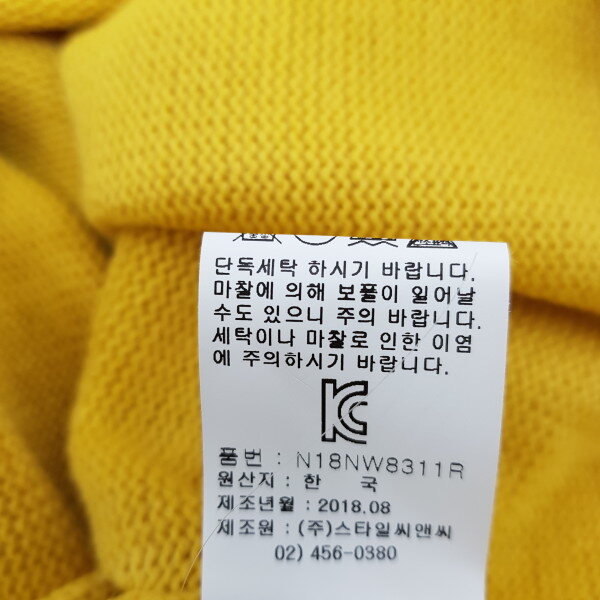 단독세탁 하시기 바랍니다.
마찰에 의해 보풀이 일어날
수도 있으니 주의 바랍니다.
세탁이나 마찰로 인한 이염
에 주의하시기 바랍니다.
KC
품번 : N18NW8311R
원산지 : 한 국
제조년월 : 2018.08
제조원 : (주)스타일씨앤씨
02) 456-0380